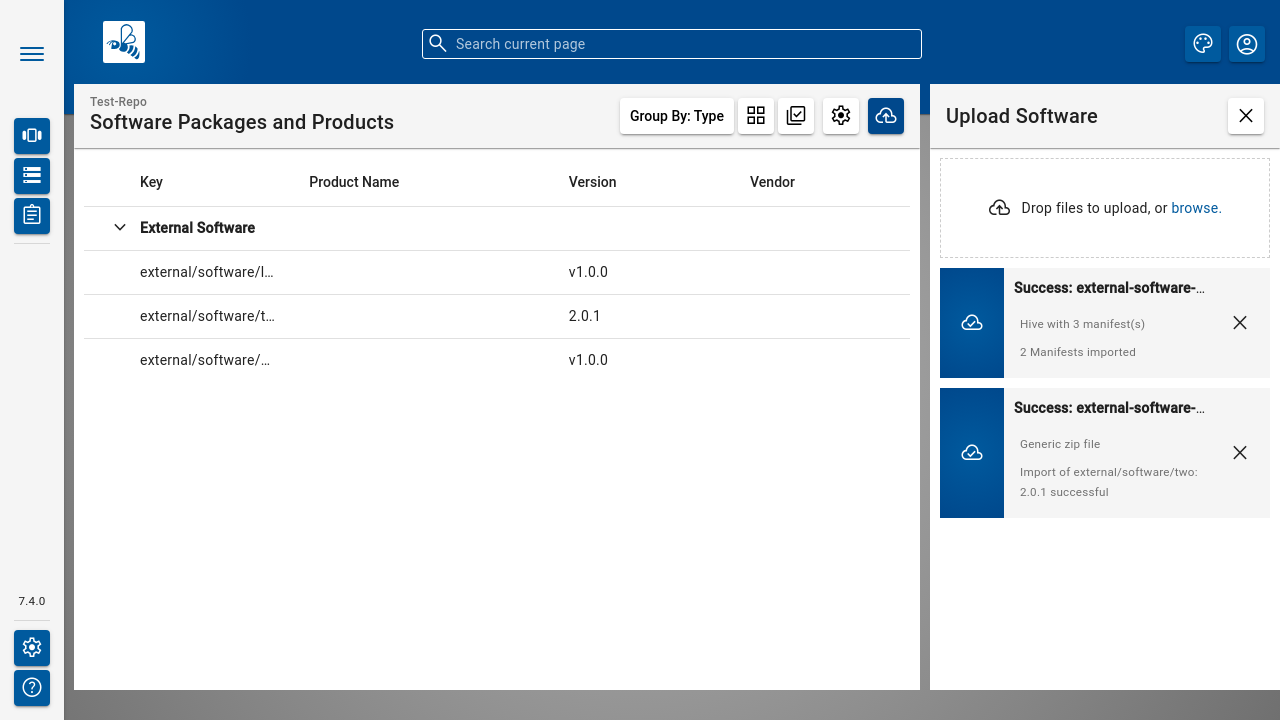 Search current page
Test-Repo
Software Packages and Products
Group By: Type
Upload Software
Key Product Name Version Vendor
External Software
external/software/l… v1.0.0
external/software/t… 2.0.1
external/software/… v1.0.0
Drop files to upload, or browse.
Success: external-software-…
Hive with 3 manifest(s)
2 Manifests imported
Success: external-software-…
Generic zip file
Import of external/software/two:
2.0.1 successful
7.4.0